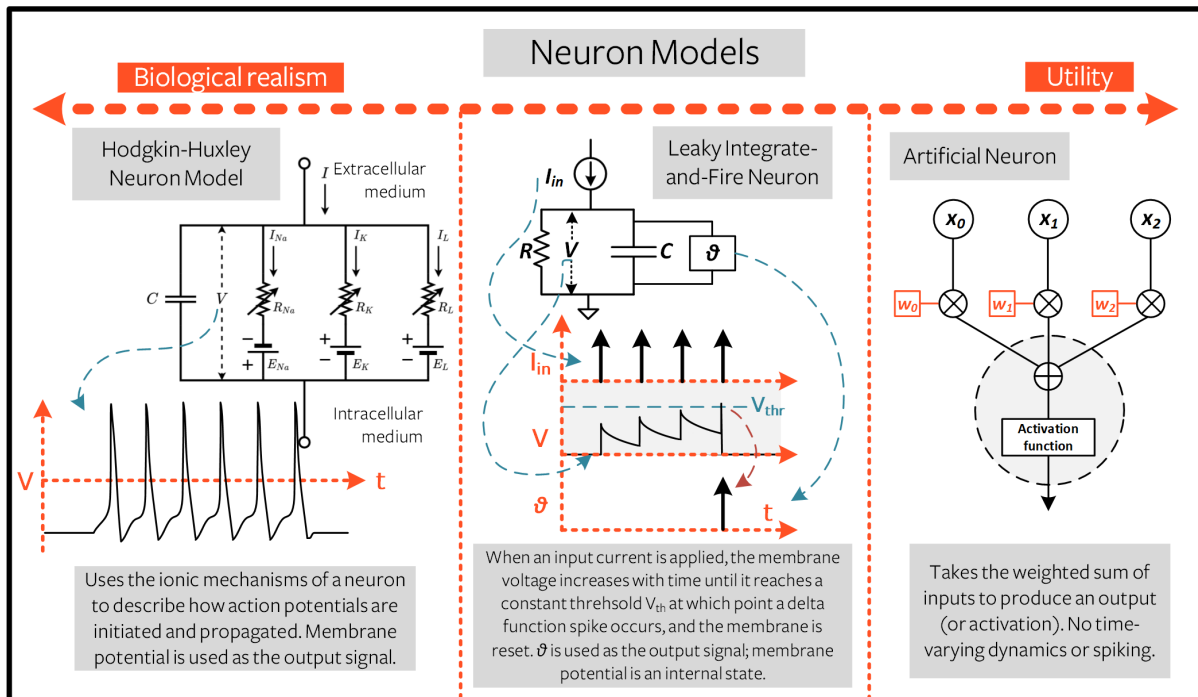 Neuron Models
Biological realism
Utility
Hodgkin-Huxley
Neuron Model
I
Extracellular
medium
I_Na
I_K
I_L
C
V
R_Na
R_K
R_L
−
+
+
+
−
−
E_Na
E_K
E_L
Intracellular
medium
V
t
Uses the ionic mechanisms of a neuron
to describe how action potentials are
initiated and propagated. Membrane
potential is used as the output signal.
Leaky Integrate-
and-Fire Neuron
I_in
R
V
C
ϑ
I_in
V_thr
V
ϑ
t
When an input current is applied, the membrane
voltage increases with time until it reaches a
constant threhsold V_th at which point a delta
function spike occurs, and the membrane is
reset. ϑ is used as the output signal; membrane
potential is an internal state.
Artificial Neuron
x_0
x_1
x_2
w_0
w_1
w_2
Activation
function
Takes the weighted sum of
inputs to produce an output
(or activation). No time-
varying dynamics or spiking.